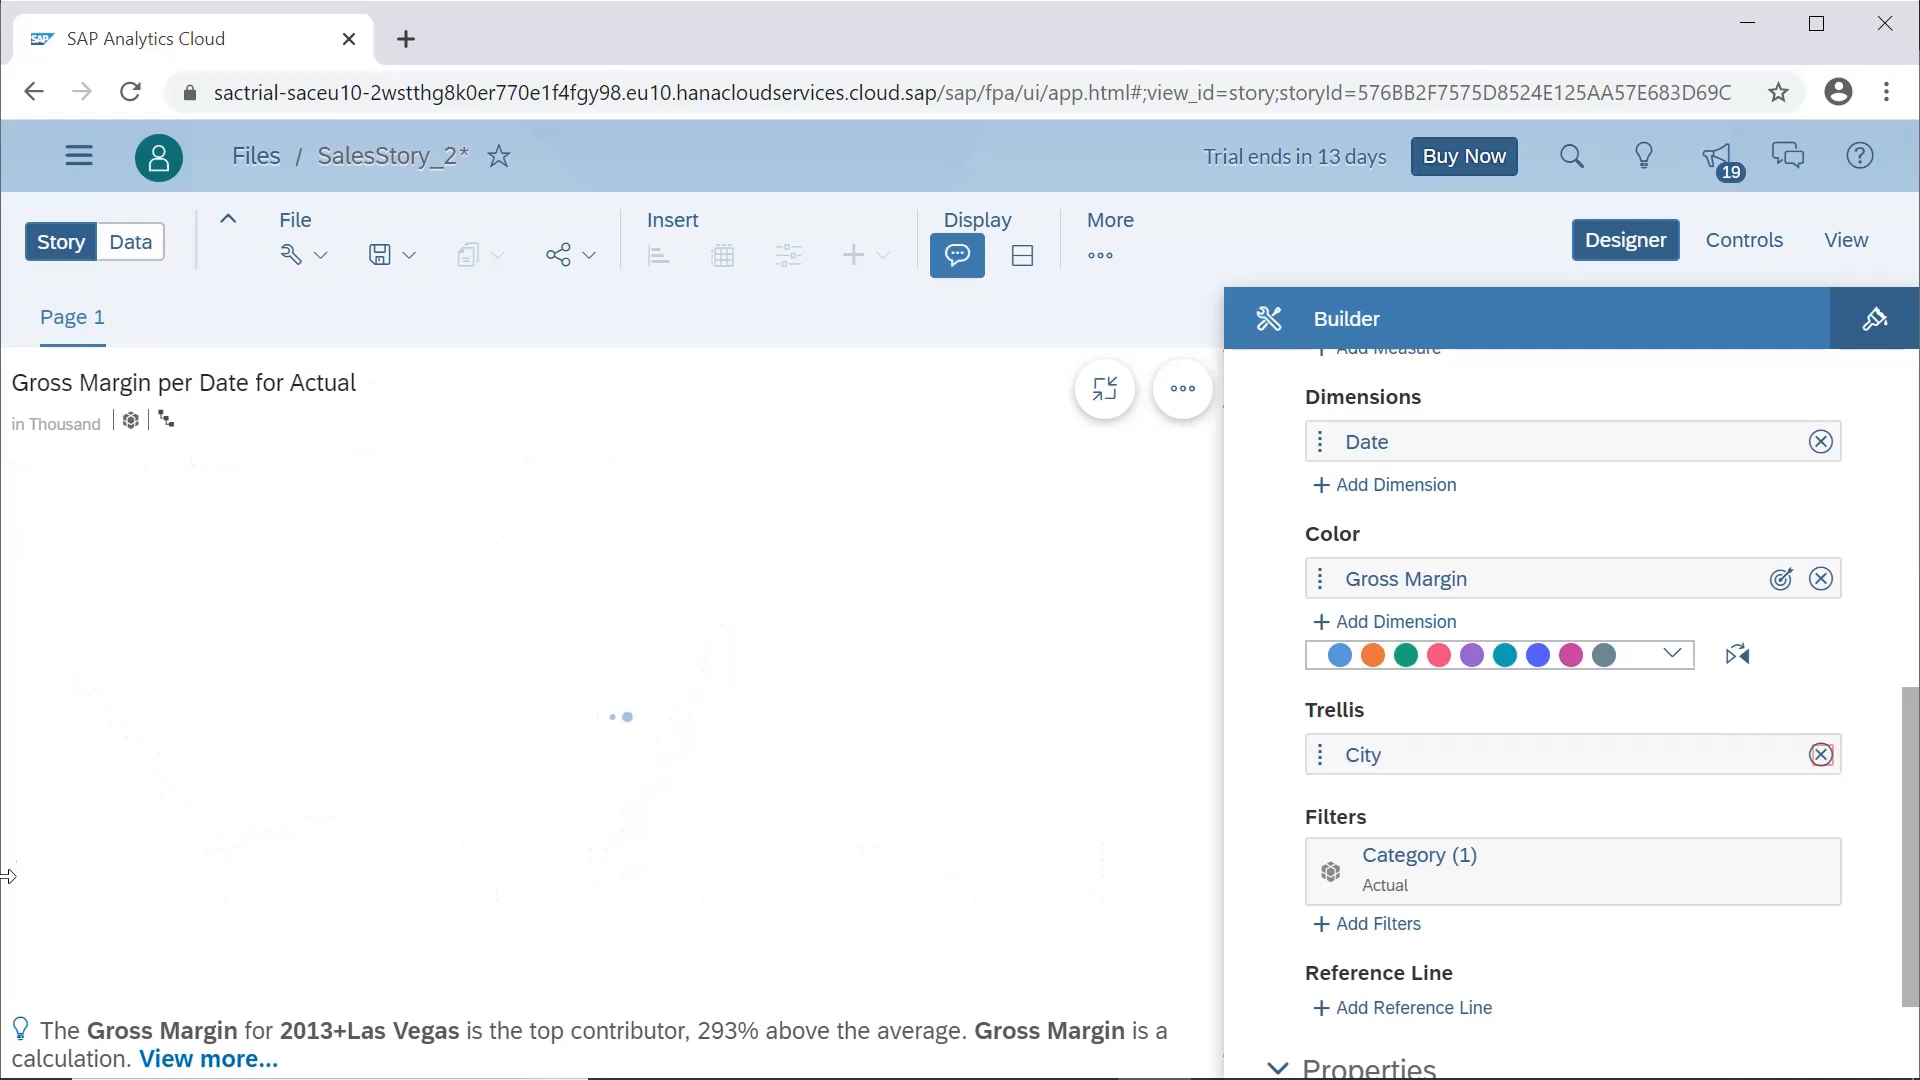 SAP Analytics Cloud
sactrial-saceu10-2wstthg8k0er770e1f4fgy98.eu10.hanacloudservices.cloud.sap/sap/fpa/ui/app.html#;view_id=story;storyId=576BB2F7575D8524E125AA57E683D69C
Files / SalesStory_2*
Trial ends in 13 days
Buy Now
19
Story
Data
File
Insert
Display
More
Designer
Controls
View
Page 1
Builder
Gross Margin per Date for Actual
in Thousand
Add Measure
Dimensions
Date
+ Add Dimension
Color
Gross Margin
+ Add Dimension
Trellis
City
Filters
Category (1)
Actual
+ Add Filters
Reference Line
+ Add Reference Line
Properties
The Gross Margin for 2013+Las Vegas is the top contributor, 293% above the average. Gross Margin is a
calculation. View more...